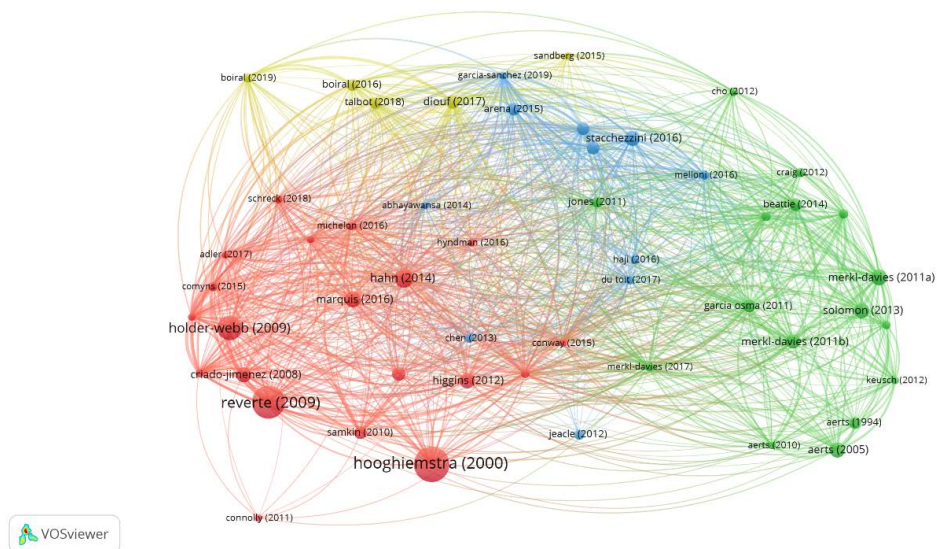 sandberg (2015)
boiral (2019)
garcia-sanchez (2019)
boiral (2016)
cho (2012)
talbot (2018)
diouf (2017)
arena (2015)
stacchezzini (2016)
craig (2012)
melloni (2016)
schreck (2018)
abhayawansa (2014)
jones (2011)
beattie (2014)
michelon (2016)
hyndman (2016)
adler (2017)
haji (2016)
hahn (2014)
du toit (2017)
merkl-davies (2011a)
comyns (2015)
marquis (2016)
garcia osma (2011)
solomon (2013)
holder-webb (2009)
chen (2013)
conway (2015)
merkl-davies (2011b)
merkl-davies (2017)
criado-jimenez (2008)
higgins (2012)
keusch (2012)
reverte (2009)
samkin (2010)
jeacle (2012)
aerts (1994)
aerts (2010)
aerts (2005)
hooghiemstra (2000)
connolly (2011)
VOSviewer